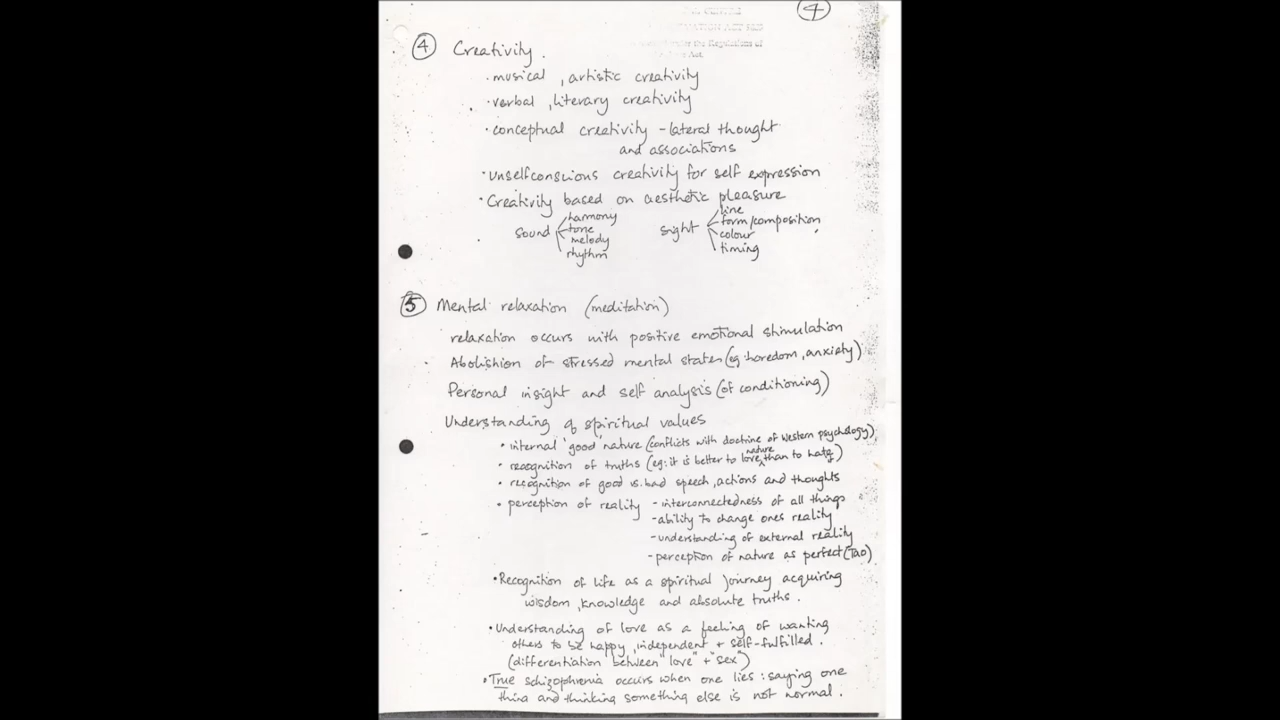 4
4 Creativity.
· musical, artistic creativity
· verbal, literary creativity
· conceptual creativity - lateral thought
and associations
· unselfconscious creativity for self expression
· Creativity based on aesthetic pleasure
sound harmony tone melody rhythm
sight line form/composition colour timing
5 Mental relaxation (meditation)
relaxation occurs with positive emotional stimulation
Abolishion of stressed mental states (eg: boredom, anxiety)
Personal insight and self analysis (of conditioning)
Understanding of spiritual values
· internal 'good' nature (conflicts with doctrine of Western psychology)
· recognition of truths (eg: it is better to love nature than to hate)
· recognition of good vs. bad speech, actions and thoughts
· perception of reality - interconnectedness of all things
- ability to change ones reality
- understanding of external reality
- perception of nature as perfect (Tao)
· Recognition of life as a spiritual journey acquiring
wisdom, knowledge and absolute truths.
· Understanding of love as a feeling of wanting
others to be happy, independent + self-fulfilled.
(differentiation between "love" + "sex")
· True schizophrenia occurs when one lies: saying one
thing and thinking something else is not normal.